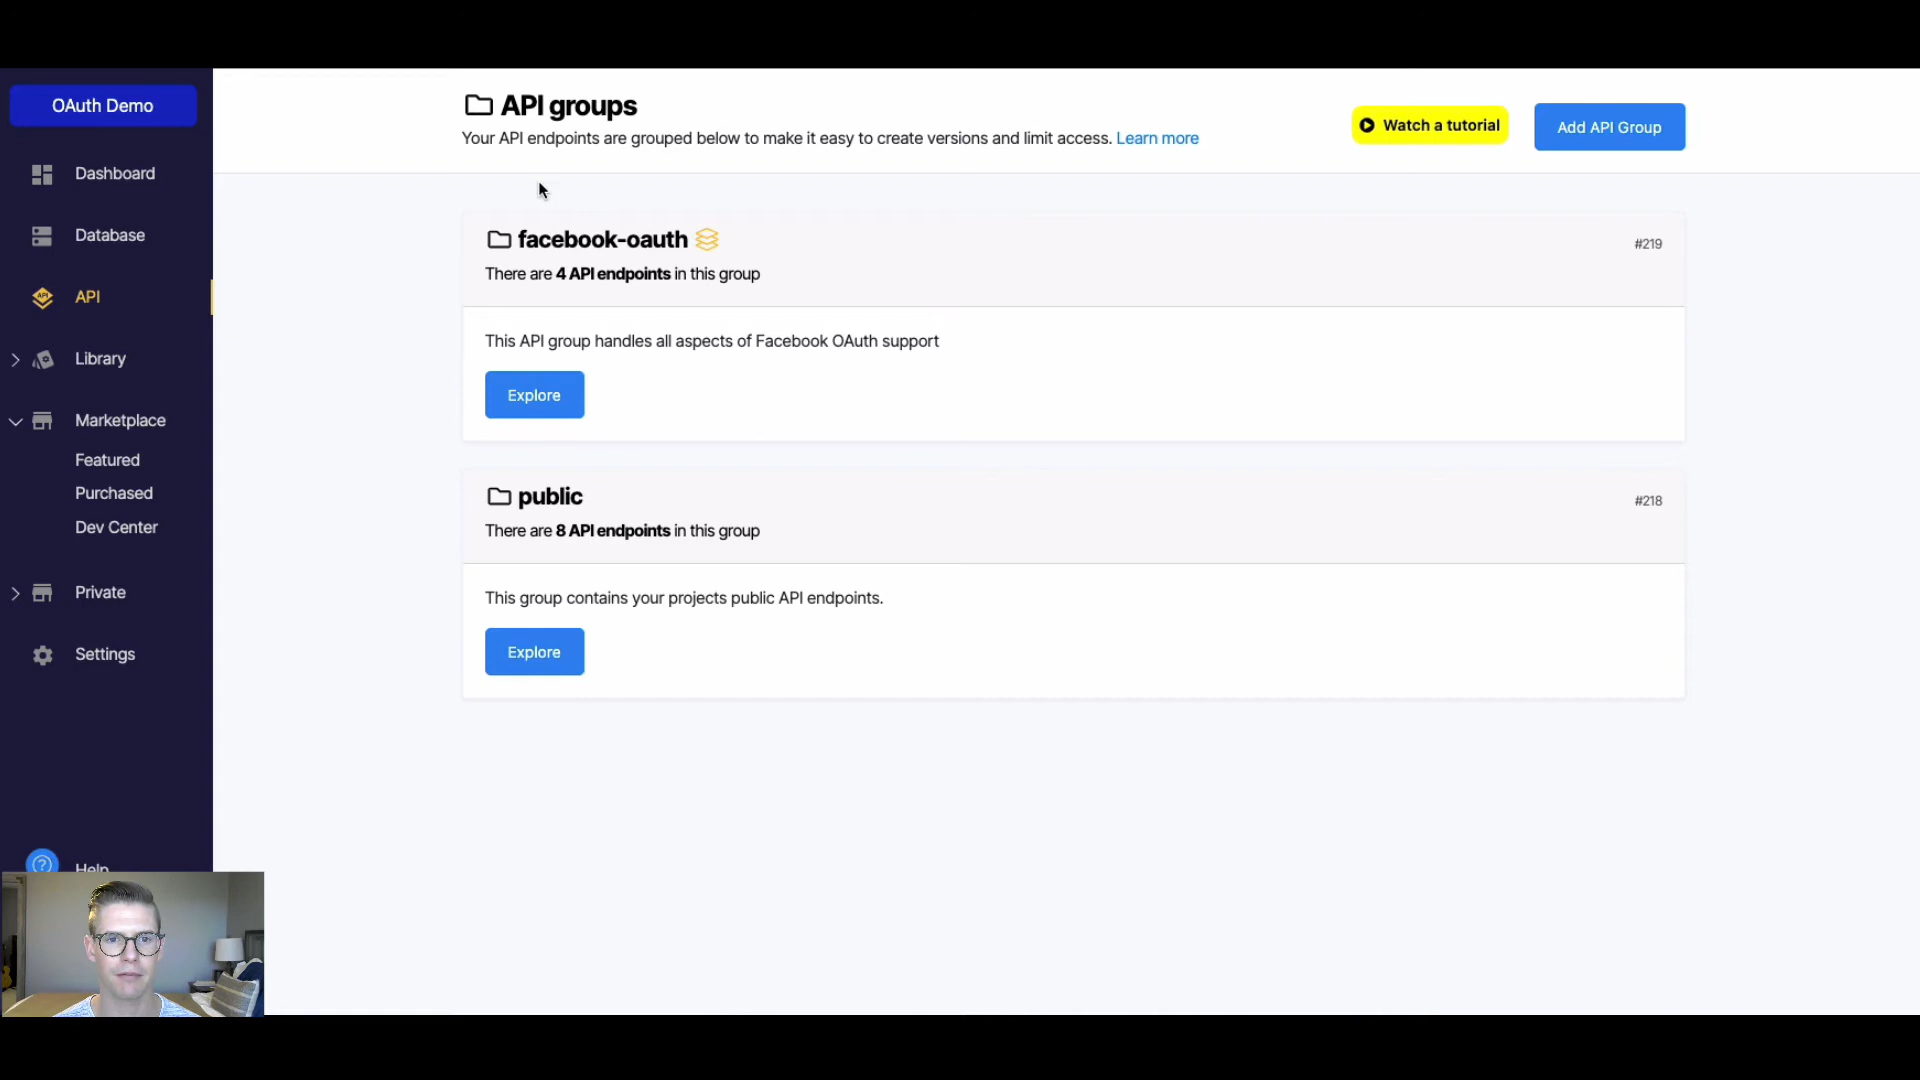 OAuth Demo
Dashboard
Database
API
Library
Marketplace
Featured
Purchased
Dev Center
Private
Settings
Help
API groups
Your API endpoints are grouped below to make it easy to create versions and limit access. Learn more
Watch a tutorial
Add API Group
facebook-oauth
#219
There are 4 API endpoints in this group
This API group handles all aspects of Facebook OAuth support
Explore
public
#218
There are 8 API endpoints in this group
This group contains your projects public API endpoints.
Explore